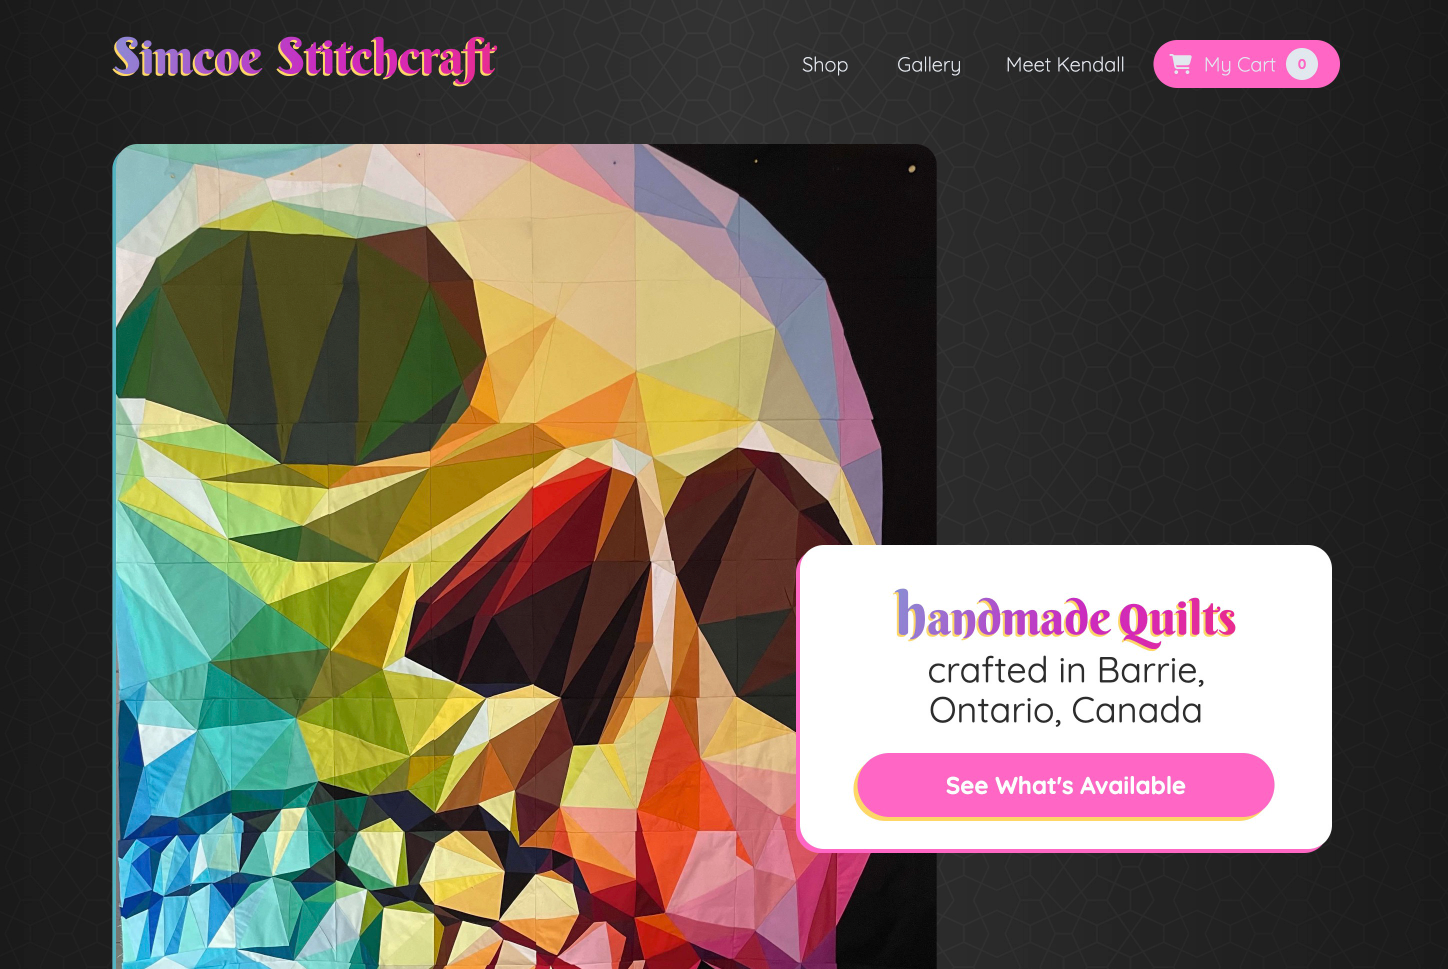 Simcoe Stitchcraft
Shop
Gallery
Meet Kendall
My Cart
0
handmade Quilts
crafted in Barrie,
Ontario, Canada
See What's Available